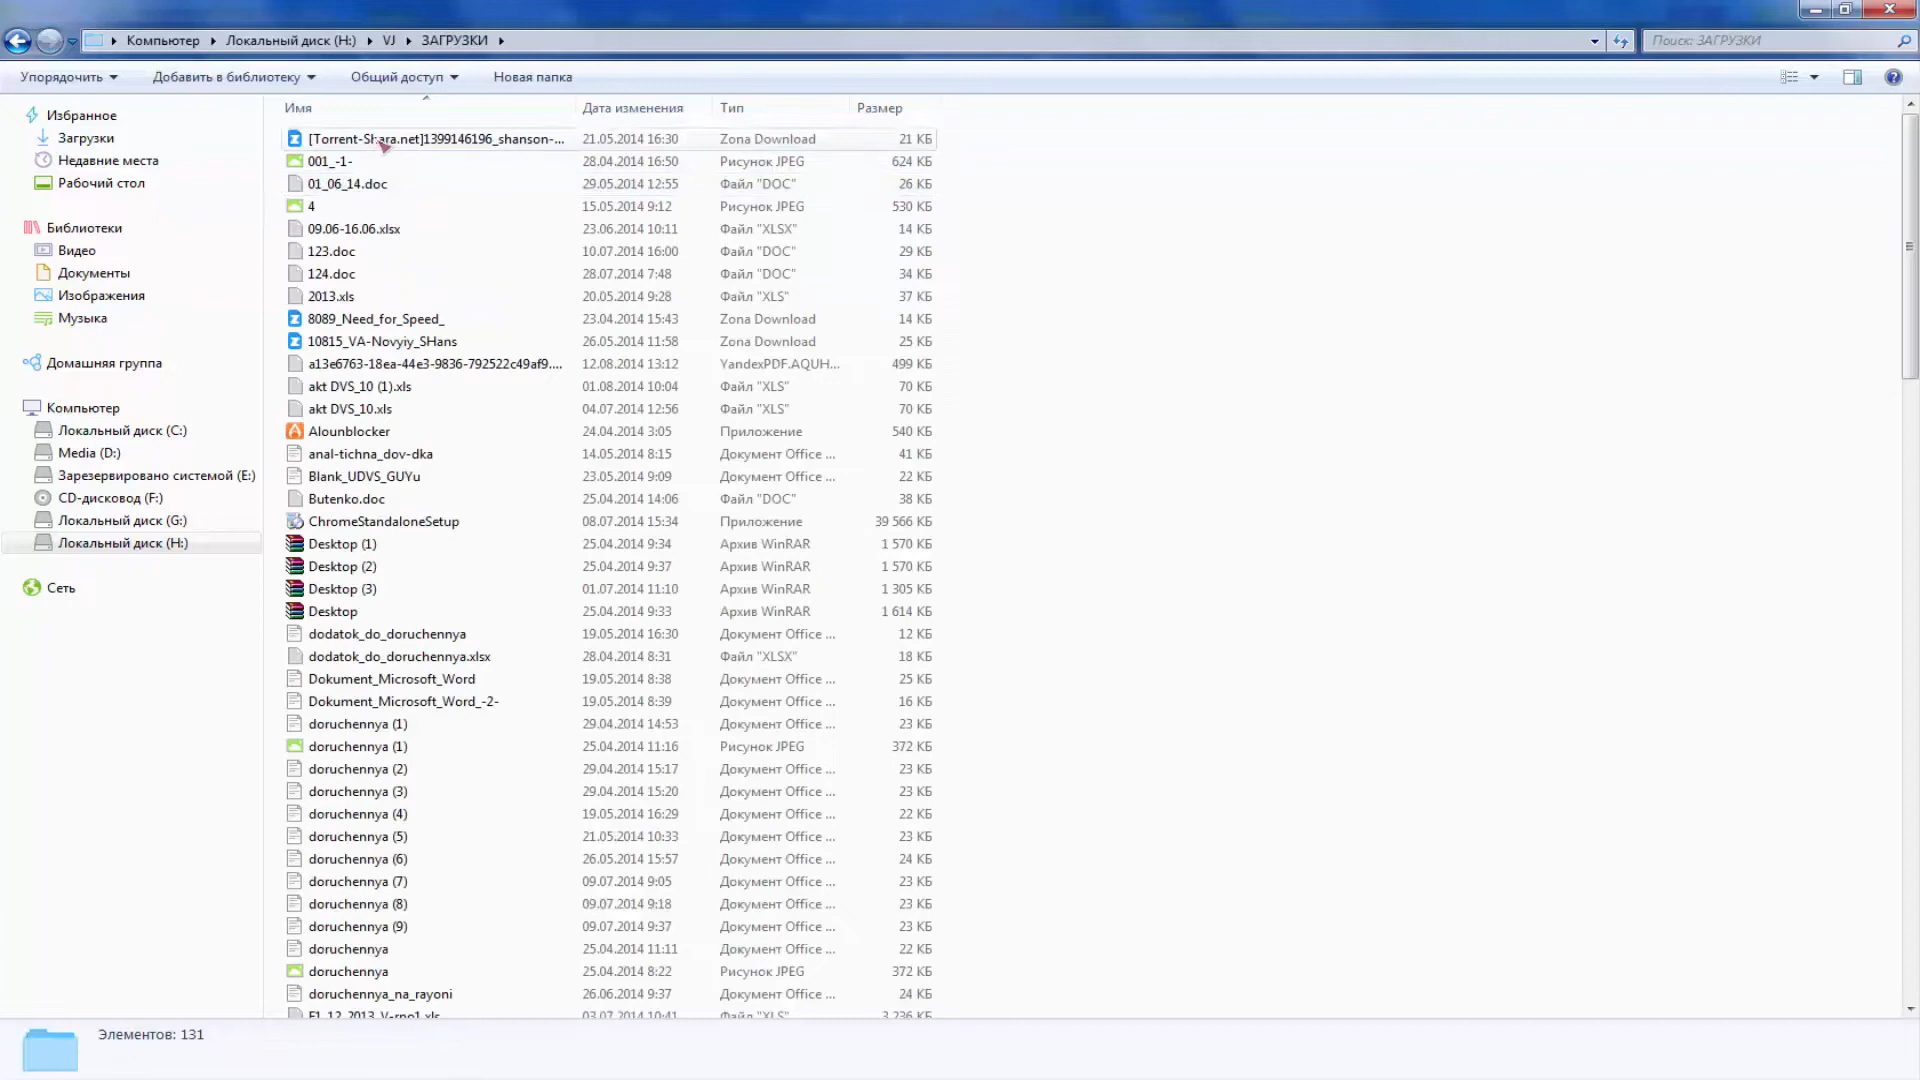 Компьютер ▸ Локальный диск (H:) ▸ VJ ▸ ЗАГРУЗКИ ▸
Поиск: ЗАГРУЗКИ
Упорядочить Добавить в библиотеку Общий доступ Новая папка
Избранное
Загрузки
Недавние места
Рабочий стол
Библиотеки
Видео
Документы
Изображения
Музыка
Домашняя группа
Компьютер
Локальный диск (C:)
Media (D:)
Зарезервировано системой (E:)
CD-дисковод (F:)
Локальный диск (G:)
Локальный диск (H:)
Сеть
Имя Дата изменения Тип Размер
[Torrent-Shara.net]1399146196_shanson-... 21.05.2014 16:30 Zona Download 21 КБ
001_-1- 28.04.2014 16:50 Рисунок JPEG 624 КБ
01_06_14.doc 29.05.2014 12:55 Файл "DOC" 26 КБ
4 15.05.2014 9:12 Рисунок JPEG 530 КБ
09.06-16.06.xlsx 23.06.2014 10:11 Файл "XLSX" 14 КБ
123.doc 10.07.2014 16:00 Файл "DOC" 29 КБ
124.doc 28.07.2014 7:48 Файл "DOC" 34 КБ
2013.xls 20.05.2014 9:28 Файл "XLS" 37 КБ
8089_Need_for_Speed_ 23.04.2014 15:43 Zona Download 14 КБ
10815_VA-Novyiy_SHans 26.05.2014 11:58 Zona Download 25 КБ
a13e6763-18ea-44e3-9836-792522c49af9.... 12.08.2014 13:12 YandexPDF.AQUH... 499 КБ
akt DVS_10 (1).xls 01.08.2014 10:04 Файл "XLS" 70 КБ
akt DVS_10.xls 04.07.2014 12:56 Файл "XLS" 70 КБ
Alounblocker 24.04.2014 3:05 Приложение 540 КБ
anal-tichna_dov-dka 14.05.2014 8:15 Документ Office ... 41 КБ
Blank_UDVS_GUYu 23.05.2014 9:09 Документ Office ... 22 КБ
Butenko.doc 25.04.2014 14:06 Файл "DOC" 38 КБ
ChromeStandaloneSetup 08.07.2014 15:34 Приложение 39 566 КБ
Desktop (1) 25.04.2014 9:34 Архив WinRAR 1 570 КБ
Desktop (2) 25.04.2014 9:37 Архив WinRAR 1 570 КБ
Desktop (3) 01.07.2014 11:10 Архив WinRAR 1 305 КБ
Desktop 25.04.2014 9:33 Архив WinRAR 1 614 КБ
dodatok_do_doruchennya 19.05.2014 16:30 Документ Office ... 12 КБ
dodatok_do_doruchennya.xlsx 28.04.2014 8:31 Файл "XLSX" 18 КБ
Dokument_Microsoft_Word 19.05.2014 8:38 Документ Office ... 25 КБ
Dokument_Microsoft_Word_-2- 19.05.2014 8:39 Документ Office ... 16 КБ
doruchennya (1) 29.04.2014 14:53 Документ Office ... 23 КБ
doruchennya (1) 25.04.2014 11:16 Рисунок JPEG 372 КБ
doruchennya (2) 29.04.2014 15:17 Документ Office ... 23 КБ
doruchennya (3) 29.04.2014 15:20 Документ Office ... 23 КБ
doruchennya (4) 19.05.2014 16:29 Документ Office ... 22 КБ
doruchennya (5) 21.05.2014 10:33 Документ Office ... 23 КБ
doruchennya (6) 26.05.2014 15:57 Документ Office ... 24 КБ
doruchennya (7) 09.07.2014 9:05 Документ Office ... 23 КБ
doruchennya (8) 09.07.2014 9:18 Документ Office ... 23 КБ
doruchennya (9) 09.07.2014 9:37 Документ Office ... 23 КБ
doruchennya 25.04.2014 11:11 Документ Office ... 22 КБ
doruchennya 25.04.2014 8:22 Рисунок JPEG 372 КБ
doruchennya_na_rayoni 26.06.2014 9:37 Документ Office ... 24 КБ
03.07.2014 10:41 Файл "XLS" 3 236 КБ
Элементов: 131